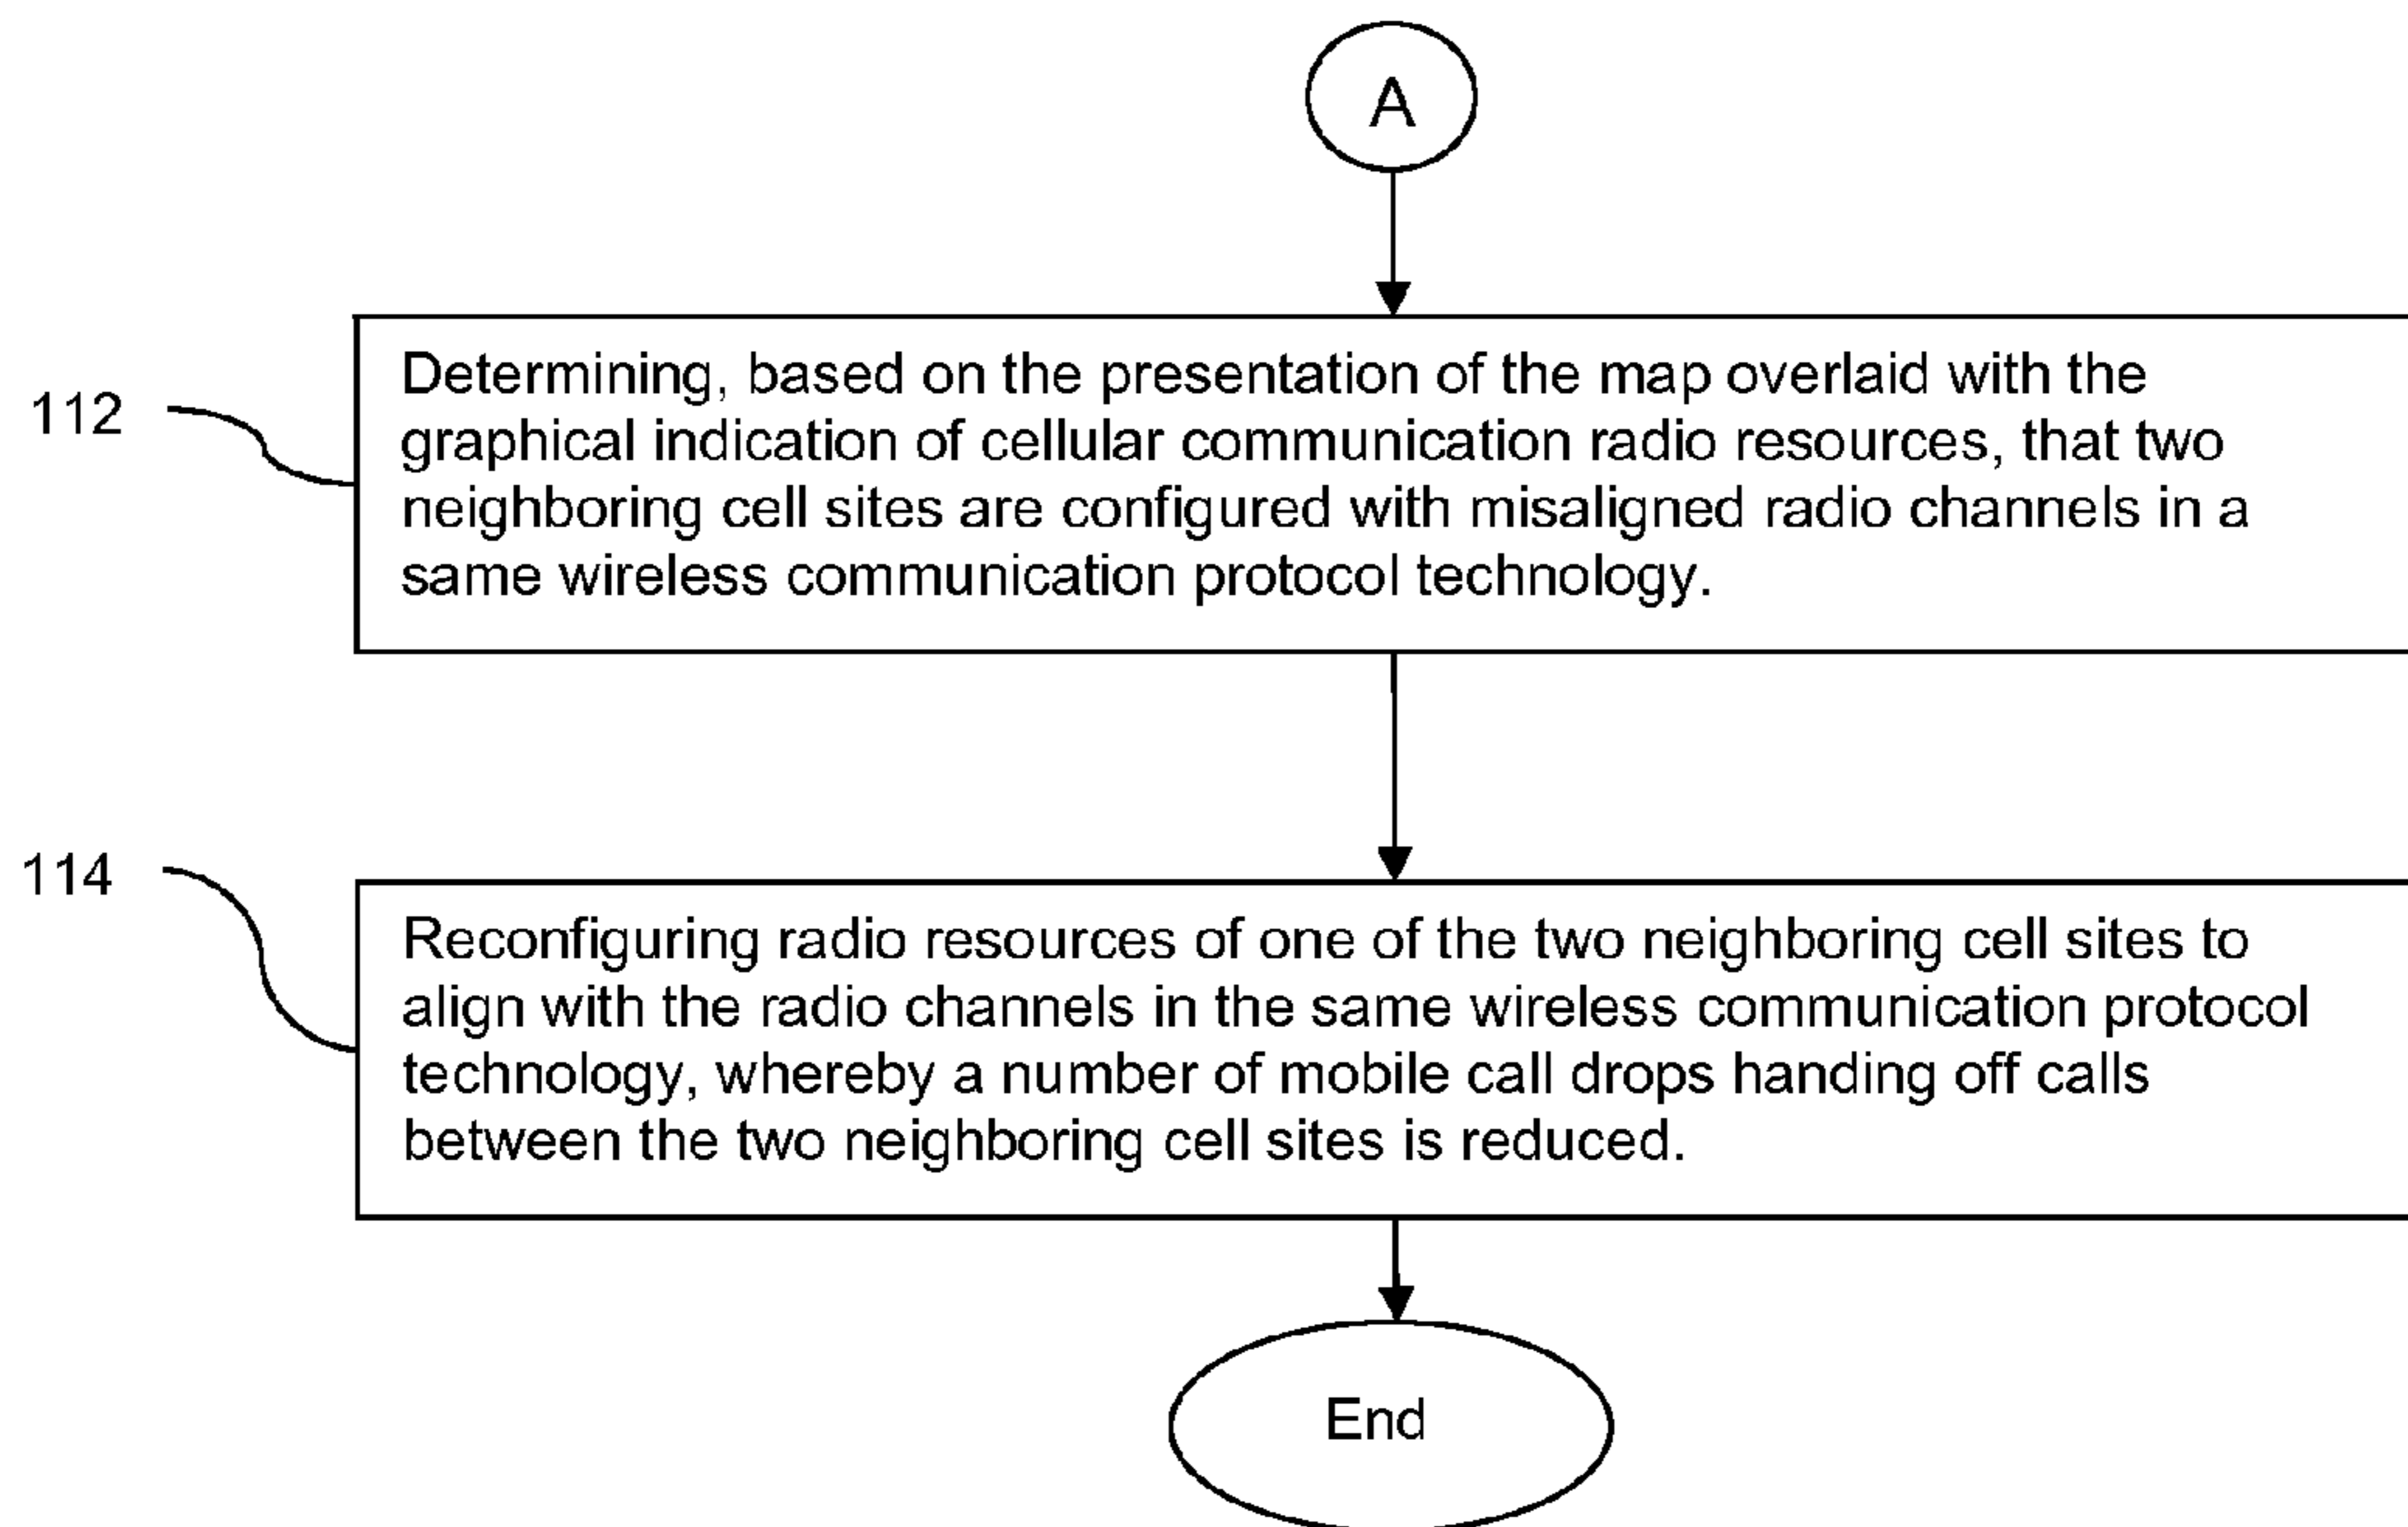 A
112
Determining, based on the presentation of the map overlaid with the
graphical indication of cellular communication radio resources, that two
neighboring cell sites are configured with misaligned radio channels in a
same wireless communication protocol technology.
114
Reconfiguring radio resources of one of the two neighboring cell sites to
align with the radio channels in the same wireless communication protocol
technology, whereby a number of mobile call drops handing off calls
between the two neighboring cell sites is reduced.
End